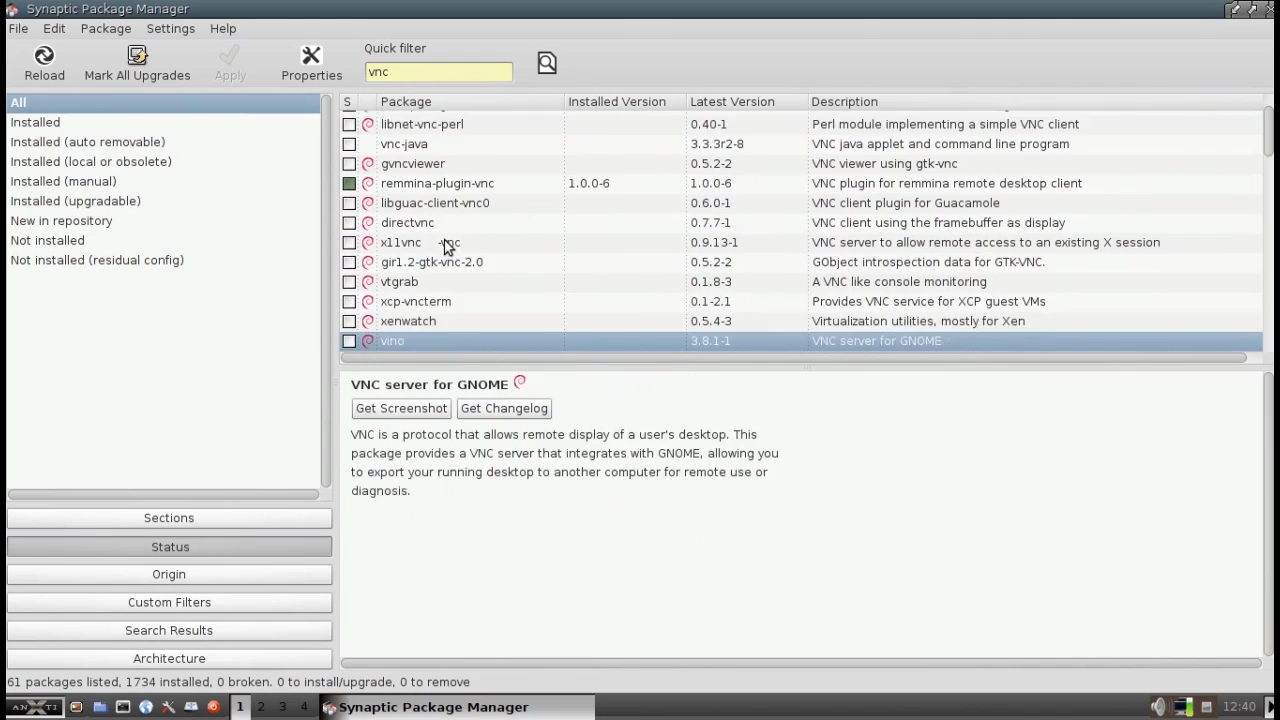 Synaptic Package Manager
File Edit Package Settings Help
Reload Mark All Upgrades Apply Properties Quick filter
vnc
All
Installed
Installed (auto removable)
Installed (local or obsolete)
Installed (manual)
Installed (upgradable)
New in repository
Not installed
Not installed (residual config)
Sections
Status
Origin
Custom Filters
Search Results
Architecture
S Package Installed Version Latest Version Description
libnet-vnc-perl 0.40-1 Perl module implementing a simple VNC client
vnc-java 3.3.3r2-8 VNC java applet and command line program
gvncviewer 0.5.2-2 VNC viewer using gtk-vnc
remmina-plugin-vnc 1.0.0-6 1.0.0-6 VNC plugin for remmina remote desktop client
libguac-client-vnc0 0.6.0-1 VNC client plugin for Guacamole
directvnc 0.7.7-1 VNC client using the framebuffer as display
x11vnc 0.9.13-1 VNC server to allow remote access to an existing X session
gir1.2-gtk-vnc-2.0 0.5.2-2 GObject introspection data for GTK-VNC.
vtgrab 0.1.8-3 A VNC like console monitoring
xcp-vncterm 0.1-2.1 Provides VNC service for XCP guest VMs
xenwatch 0.5.4-3 Virtualization utilities, mostly for Xen
vino 3.8.1-1 VNC server for GNOME
VNC server for GNOME
Get Screenshot Get Changelog
VNC is a protocol that allows remote display of a user's desktop. This
package provides a VNC server that integrates with GNOME, allowing you
to export your running desktop to another computer for remote use or
diagnosis.
61 packages listed, 1734 installed, 0 broken. 0 to install/upgrade, 0 to remove
ANTI 1 2 3 4 Synaptic Package Manager 12:40